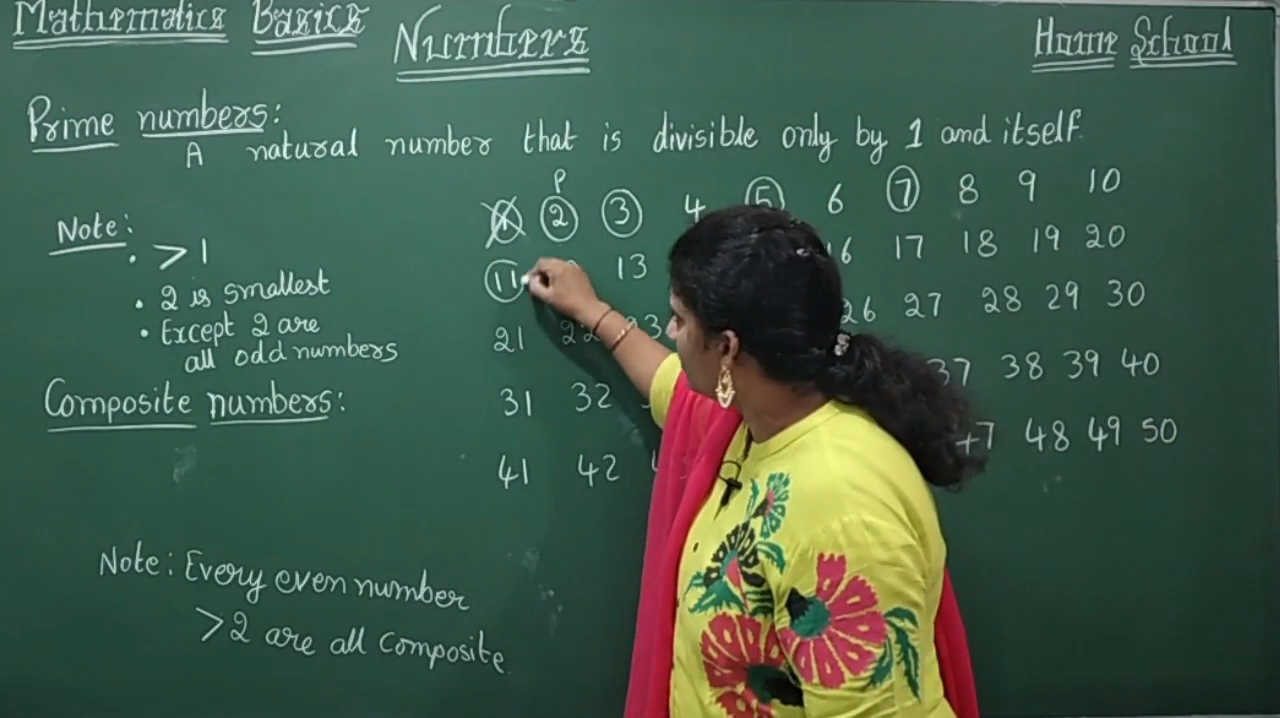 Mathematics Basics
Numbers
Home School
Prime numbers:
A natural number that is divisible only by 1 and itself.
Note:
. > 1
. 2 is smallest
. Except 2 are
all odd numbers
Composite numbers:
Note: Every even number
> 2 are all composite
P
1 2 3 4 5 6 7 8 9 10
11 13 16 17 18 19 20
21 22 23 26 27 28 29 30
31 32 37 38 39 40
41 42 47 48 49 50